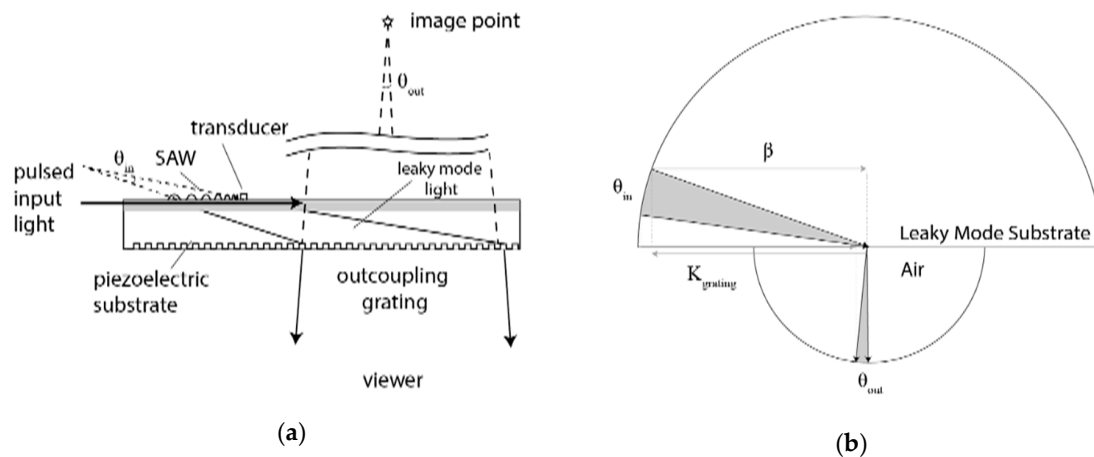 image point
θout
transducer
θin
SAW
pulsed
input
light
leaky mode
light
piezoelectric
substrate
outcoupling
grating
viewer
(a)
β
θin
Leaky Mode Substrate
Kgrating
Air
θout
(b)